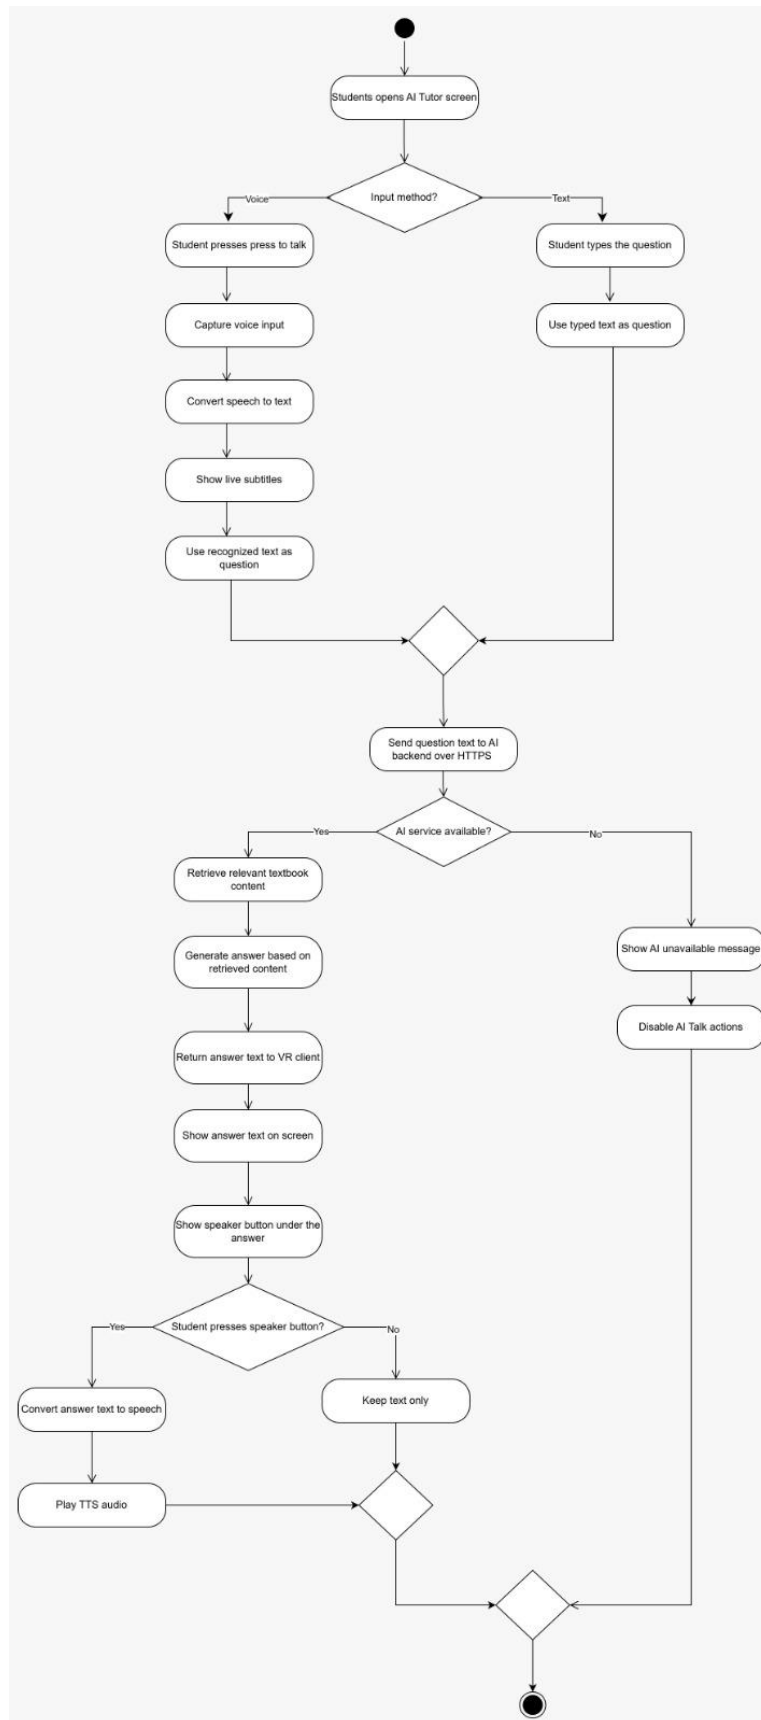 Students opens AI Tutor screen
Input method?
Voice
Text
Student presses press to talk
Student types the question
Capture voice input
Use typed text as question
Convert speech to text
Show live subtitles
Use recognized text as
question
Send question text to AI
backend over HTTPS
AI service available?
Yes
No
Retrieve relevant textbook
content
Generate answer based on
retrieved content
Show AI unavailable message
Disable AI Talk actions
Return answer text to VR client
Show answer text on screen
Show speaker button under the
answer
Student presses speaker button?
Yes
No
Convert answer text to speech
Keep text only
Play TTS audio